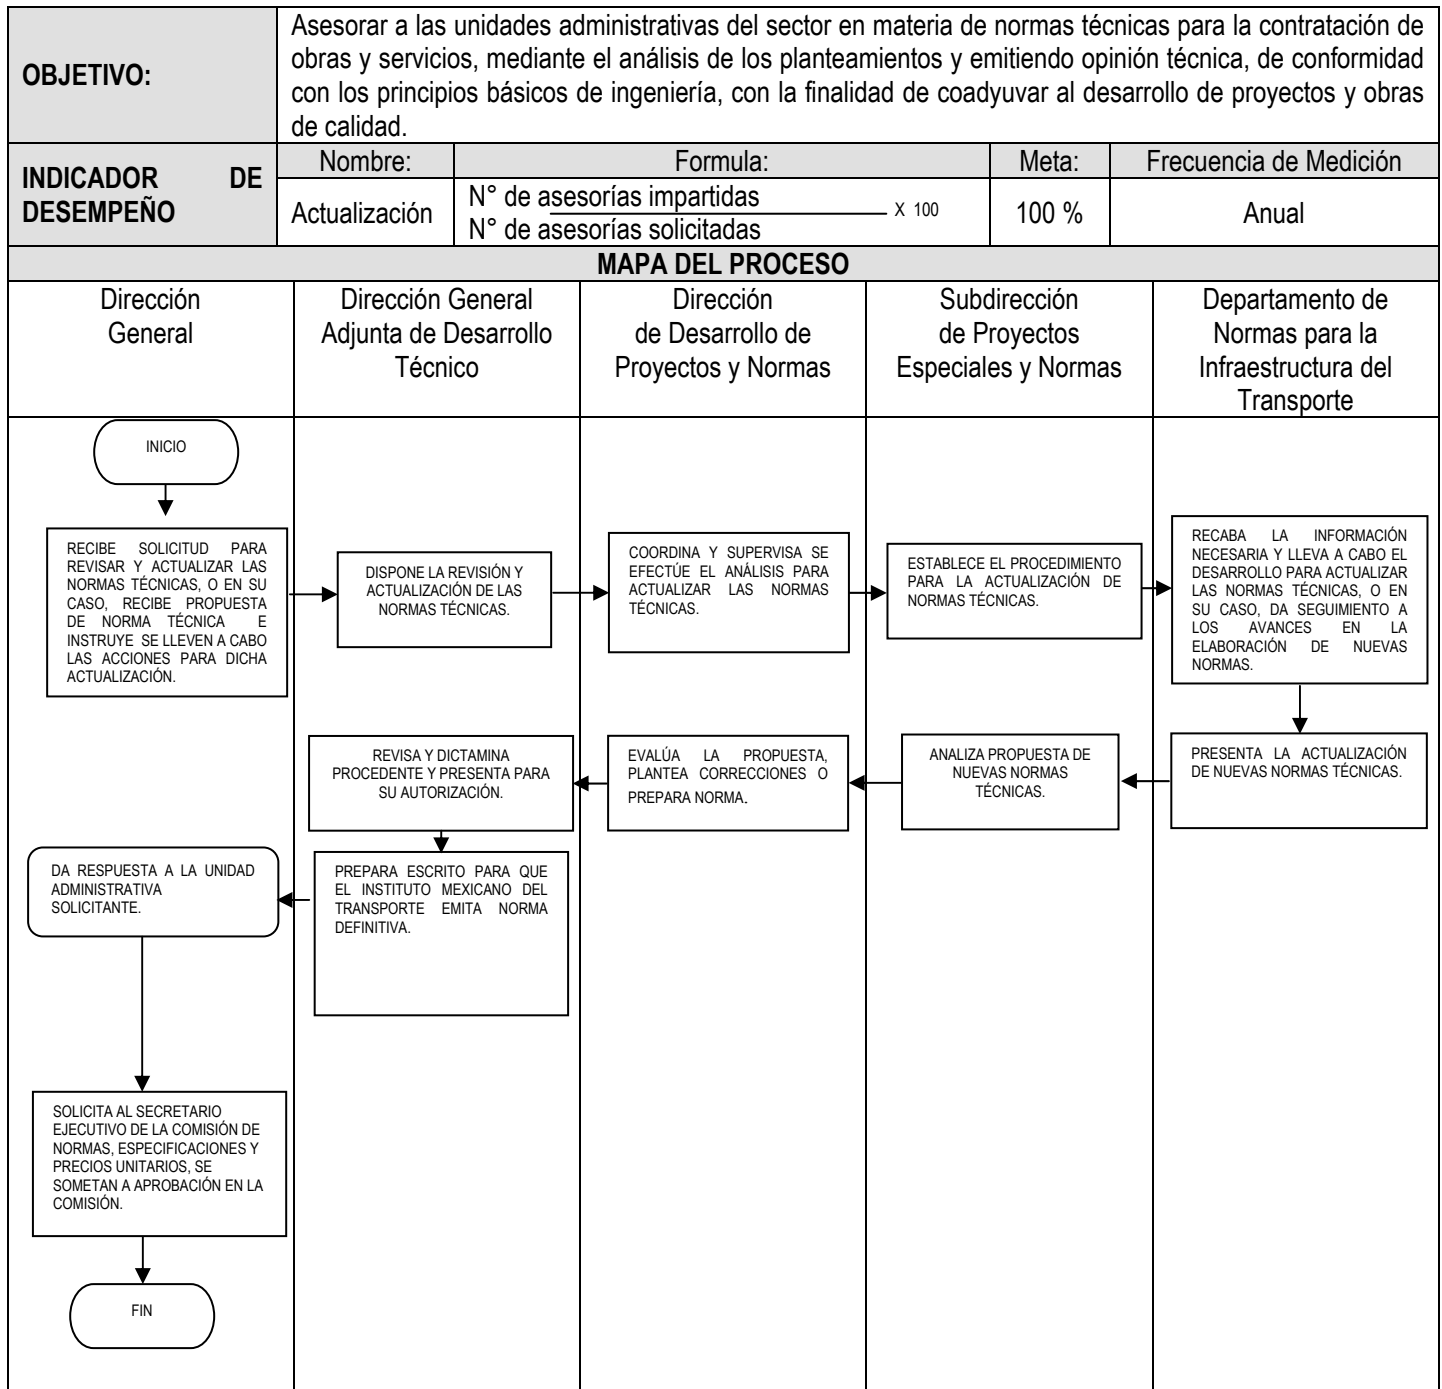 OBJETIVO:
Asesorar a las unidades administrativas del sector en materia de normas técnicas para la contratación de
obras y servicios, mediante el análisis de los planteamientos y emitiendo opinión técnica, de conformidad
con los principios básicos de ingeniería, con la finalidad de coadyuvar al desarrollo de proyectos y obras
de calidad.
INDICADOR DE
DESEMPEÑO
Nombre:
Formula:
Meta:
Frecuencia de Medición
Actualización
N° de asesorías impartidas
N° de asesorías solicitadas
X 100
100 %
Anual
MAPA DEL PROCESO
Dirección
General
Dirección General
Adjunta de Desarrollo
Técnico
Dirección
de Desarrollo de
Proyectos y Normas
Subdirección
de Proyectos
Especiales y Normas
Departamento de
Normas para la
Infraestructura del
Transporte
INICIO
RECIBE SOLICITUD PARA
REVISAR Y ACTUALIZAR LAS
NORMAS TÉCNICAS, O EN SU
CASO, RECIBE PROPUESTA
DE NORMA TÉCNICA E
INSTRUYE SE LLEVEN A CABO
LAS ACCIONES PARA DICHA
ACTUALIZACIÓN.
DISPONE LA REVISIÓN Y
ACTUALIZACIÓN DE LAS
NORMAS TÉCNICAS.
COORDINA Y SUPERVISA SE
EFECTÚE EL ANÁLISIS PARA
ACTUALIZAR LAS NORMAS
TÉCNICAS.
ESTABLECE EL PROCEDIMIENTO
PARA LA ACTUALIZACIÓN DE
NORMAS TÉCNICAS.
RECABA LA INFORMACIÓN
NECESARIA Y LLEVA A CABO EL
DESARROLLO PARA ACTUALIZAR
LAS NORMAS TÉCNICAS, O EN
SU CASO, DA SEGUIMIENTO A
LOS AVANCES EN LA
ELABORACIÓN DE NUEVAS
NORMAS.
REVISA Y DICTAMINA
PROCEDENTE Y PRESENTA PARA
SU AUTORIZACIÓN.
EVALÚA LA PROPUESTA,
PLANTEA CORRECCIONES O
PREPARA NORMA.
ANALIZA PROPUESTA DE
NUEVAS NORMAS
TÉCNICAS.
PRESENTA LA ACTUALIZACIÓN
DE NUEVAS NORMAS TÉCNICAS.
DA RESPUESTA A LA UNIDAD
ADMINISTRATIVA
SOLICITANTE.
PREPARA ESCRITO PARA QUE
EL INSTITUTO MEXICANO DEL
TRANSPORTE EMITA NORMA
DEFINITIVA.
SOLICITA AL SECRETARIO
EJECUTIVO DE LA COMISIÓN DE
NORMAS, ESPECIFICACIONES Y
PRECIOS UNITARIOS, SE
SOMETAN A APROBACIÓN EN LA
COMISIÓN.
FIN